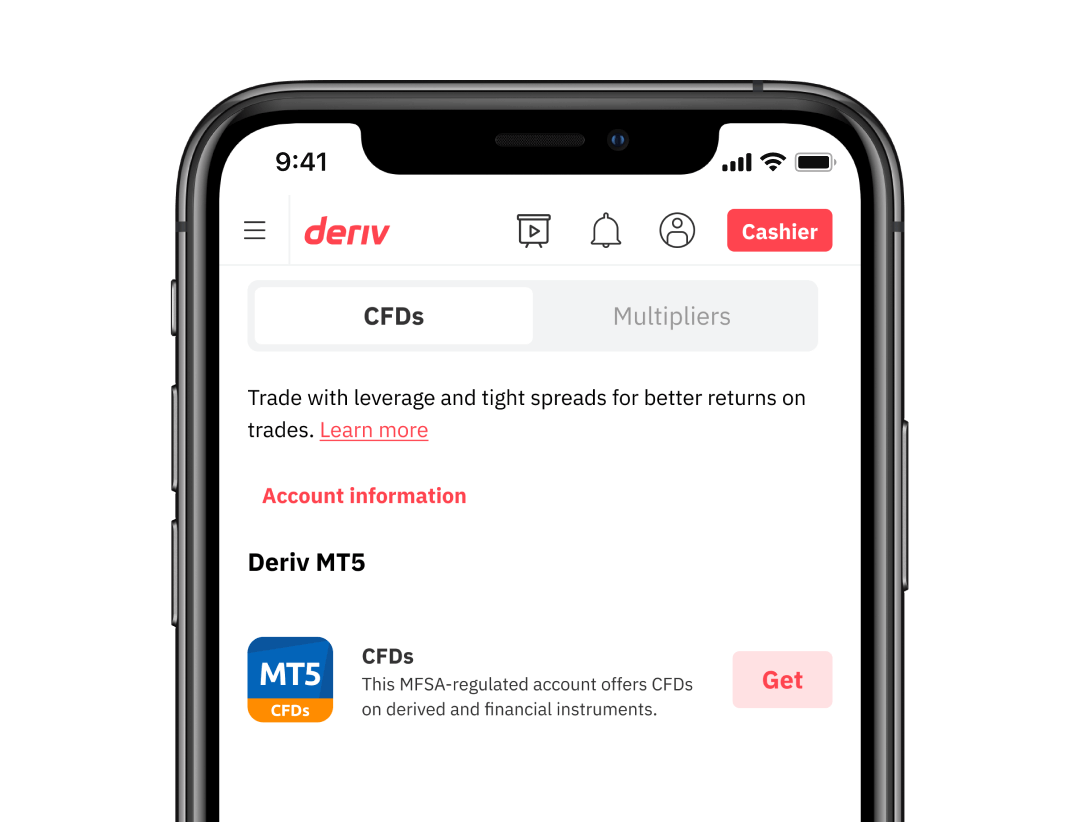 9:41
deriv
Cashier
CFDs
Multipliers
Trade with leverage and tight spreads for better returns on
trades. Learn more
Account information
Deriv MT5
MT5
CFDs
CFDs
This MFSA-regulated account offers CFDs
on derived and financial instruments.
Get